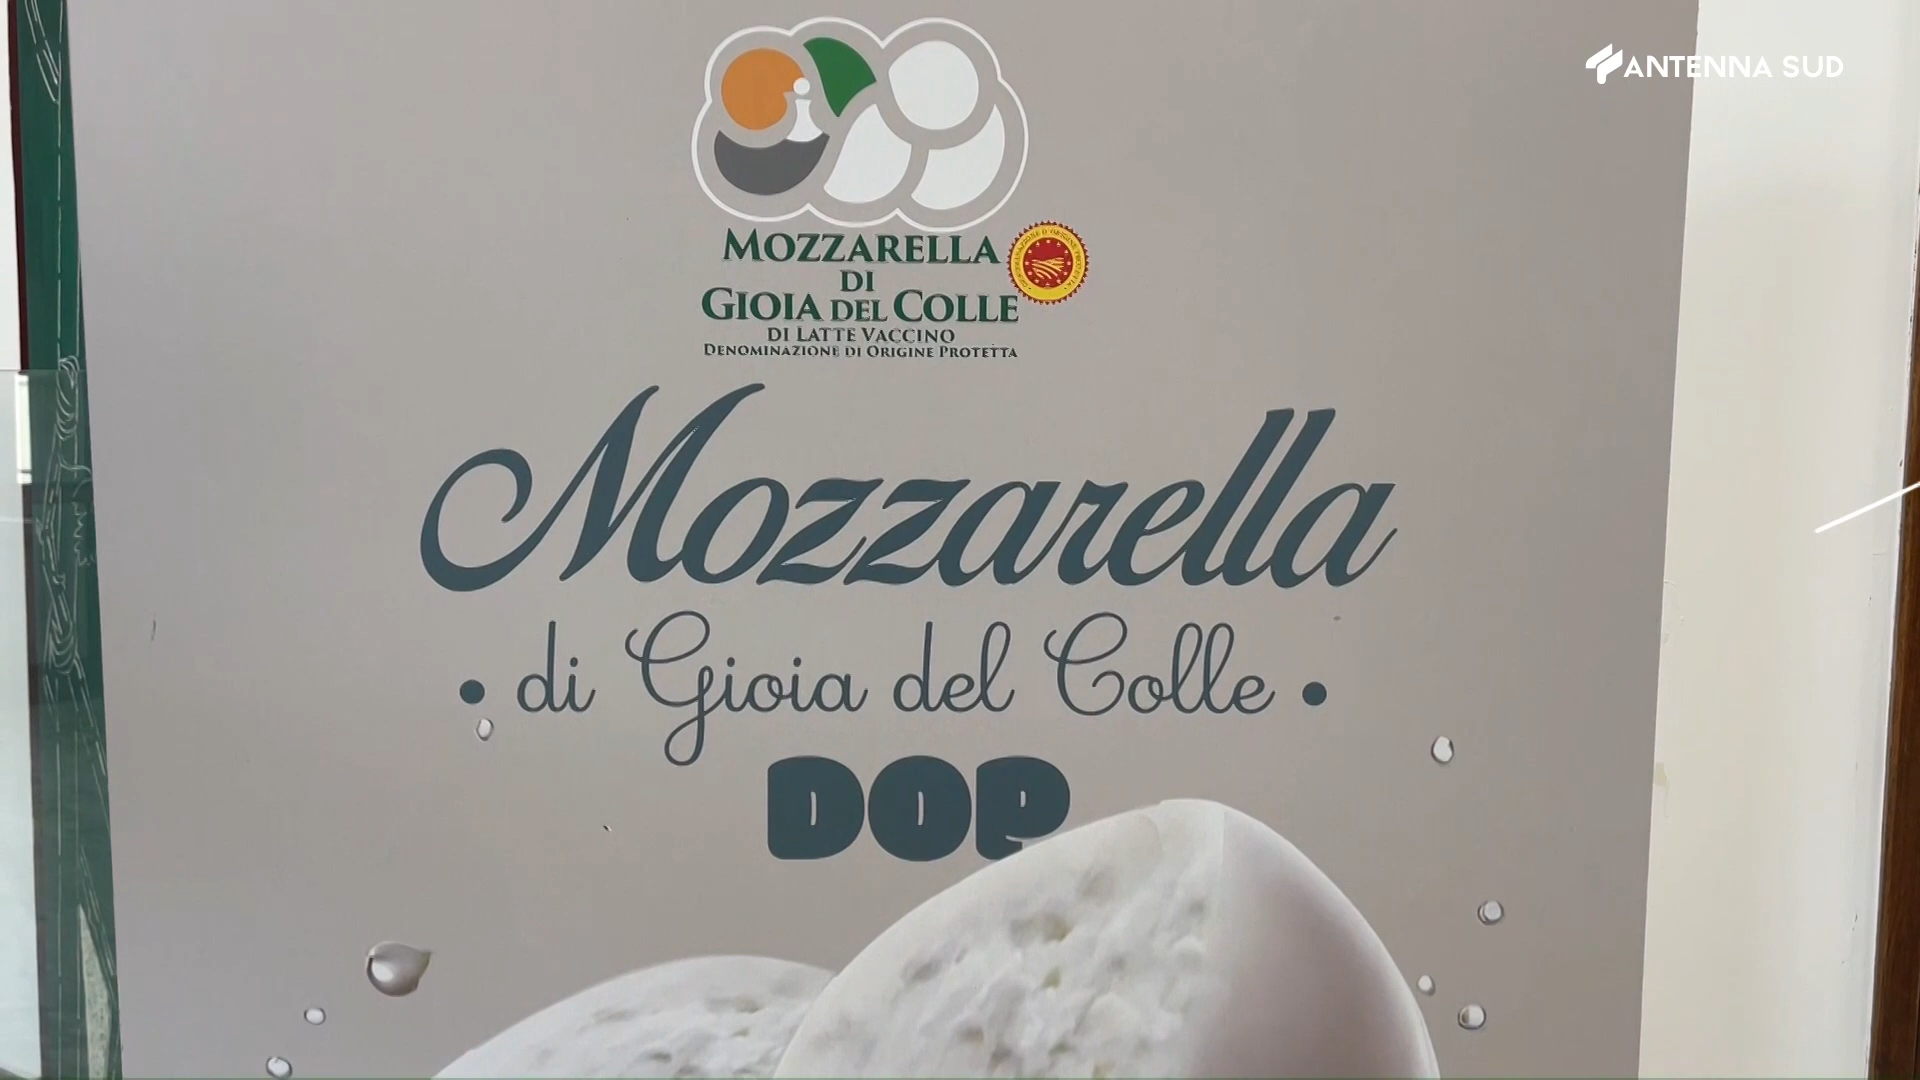 ANTENNA SUD
MOZZARELLA
DI
GIOIA DEL COLLE
DI LATTE VACCINO
DENOMINAZIONE DI ORIGINE PROTETTA
Mozzarella
• di Gioia del Colle •
DOP